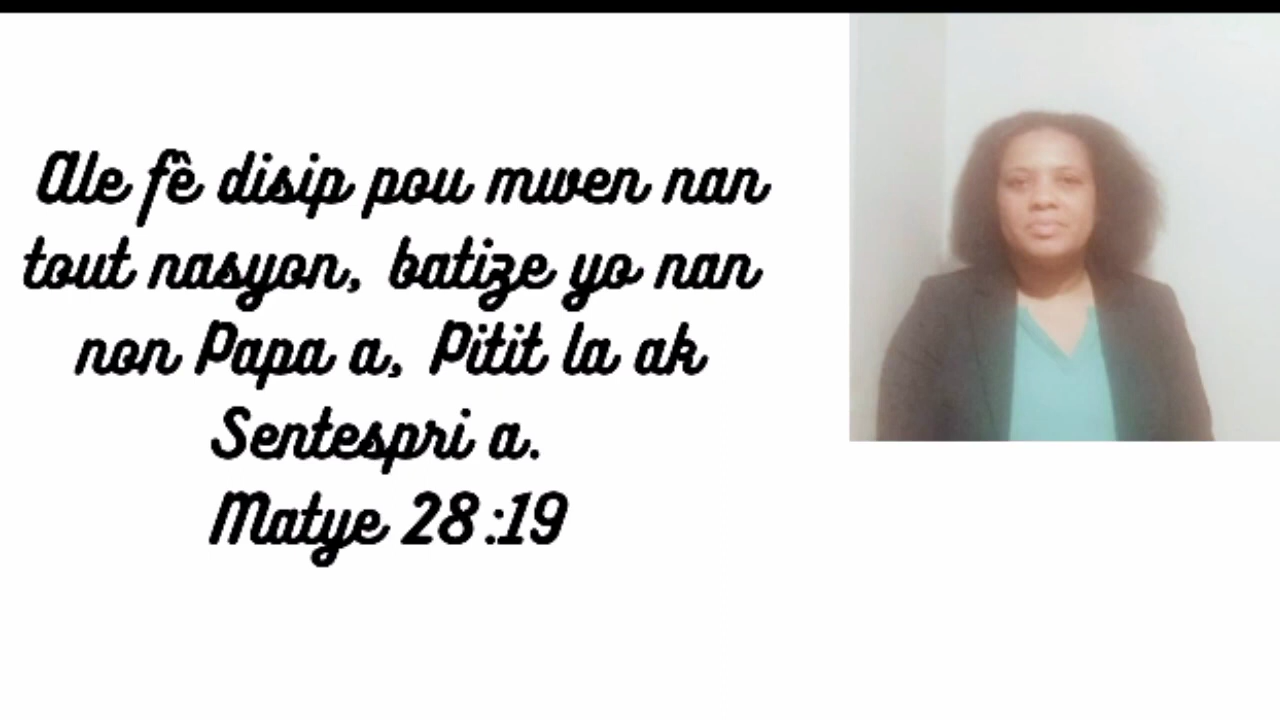 Ale fè disip pou mwen nan
tout nasyon, batize yo nan
non Papa a, Pitit la ak
Sentespri a.
Matye 28:19